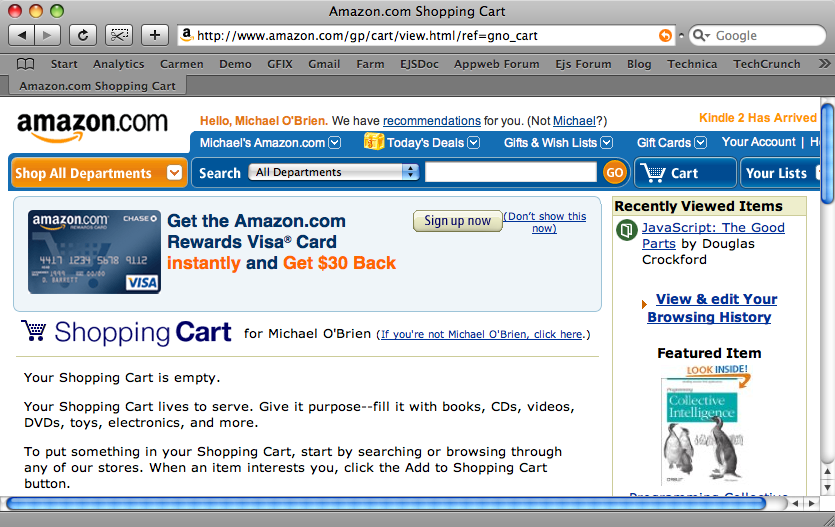 Amazon.com Shopping Cart
http://www.amazon.com/gp/cart/view.html/ref=gno_cart
Google
Start Analytics Carmen Demo GFIX Gmail Farm EJSDoc Appweb Forum Ejs Forum Blog Technica TechCrunch
Amazon.com Shopping Cart
amazon.com
Hello, Michael O'Brien. We have recommendations for you. (Not Michael?)
Kindle 2 Has Arrived
Michael's Amazon.com Today's Deals Gifts & Wish Lists Gift Cards Your Account | He
Shop All Departments Search All Departments GO Cart Your Lists
amazon.com
REWARDS CARD
CHASE
4417 1234 5678 9112
D. BARRETT
VISA
Get the Amazon.com
Rewards Visa® Card
instantly and Get $30 Back
Sign up now
(Don't show this
now)
Recently Viewed Items
JavaScript: The Good
Parts by Douglas
Crockford
View & edit Your
Browsing History
Shopping Cart for Michael O'Brien (If you're not Michael O'Brien, click here.)
Your Shopping Cart is empty.
Your Shopping Cart lives to serve. Give it purpose--fill it with books, CDs, videos,
DVDs, toys, electronics, and more.
To put something in your Shopping Cart, start by searching or browsing through
any of our stores. When an item interests you, click the Add to Shopping Cart
button.
Featured Item
LOOK INSIDE!
Programming
Collective
Intelligence
O'REILLY
Programming Collective